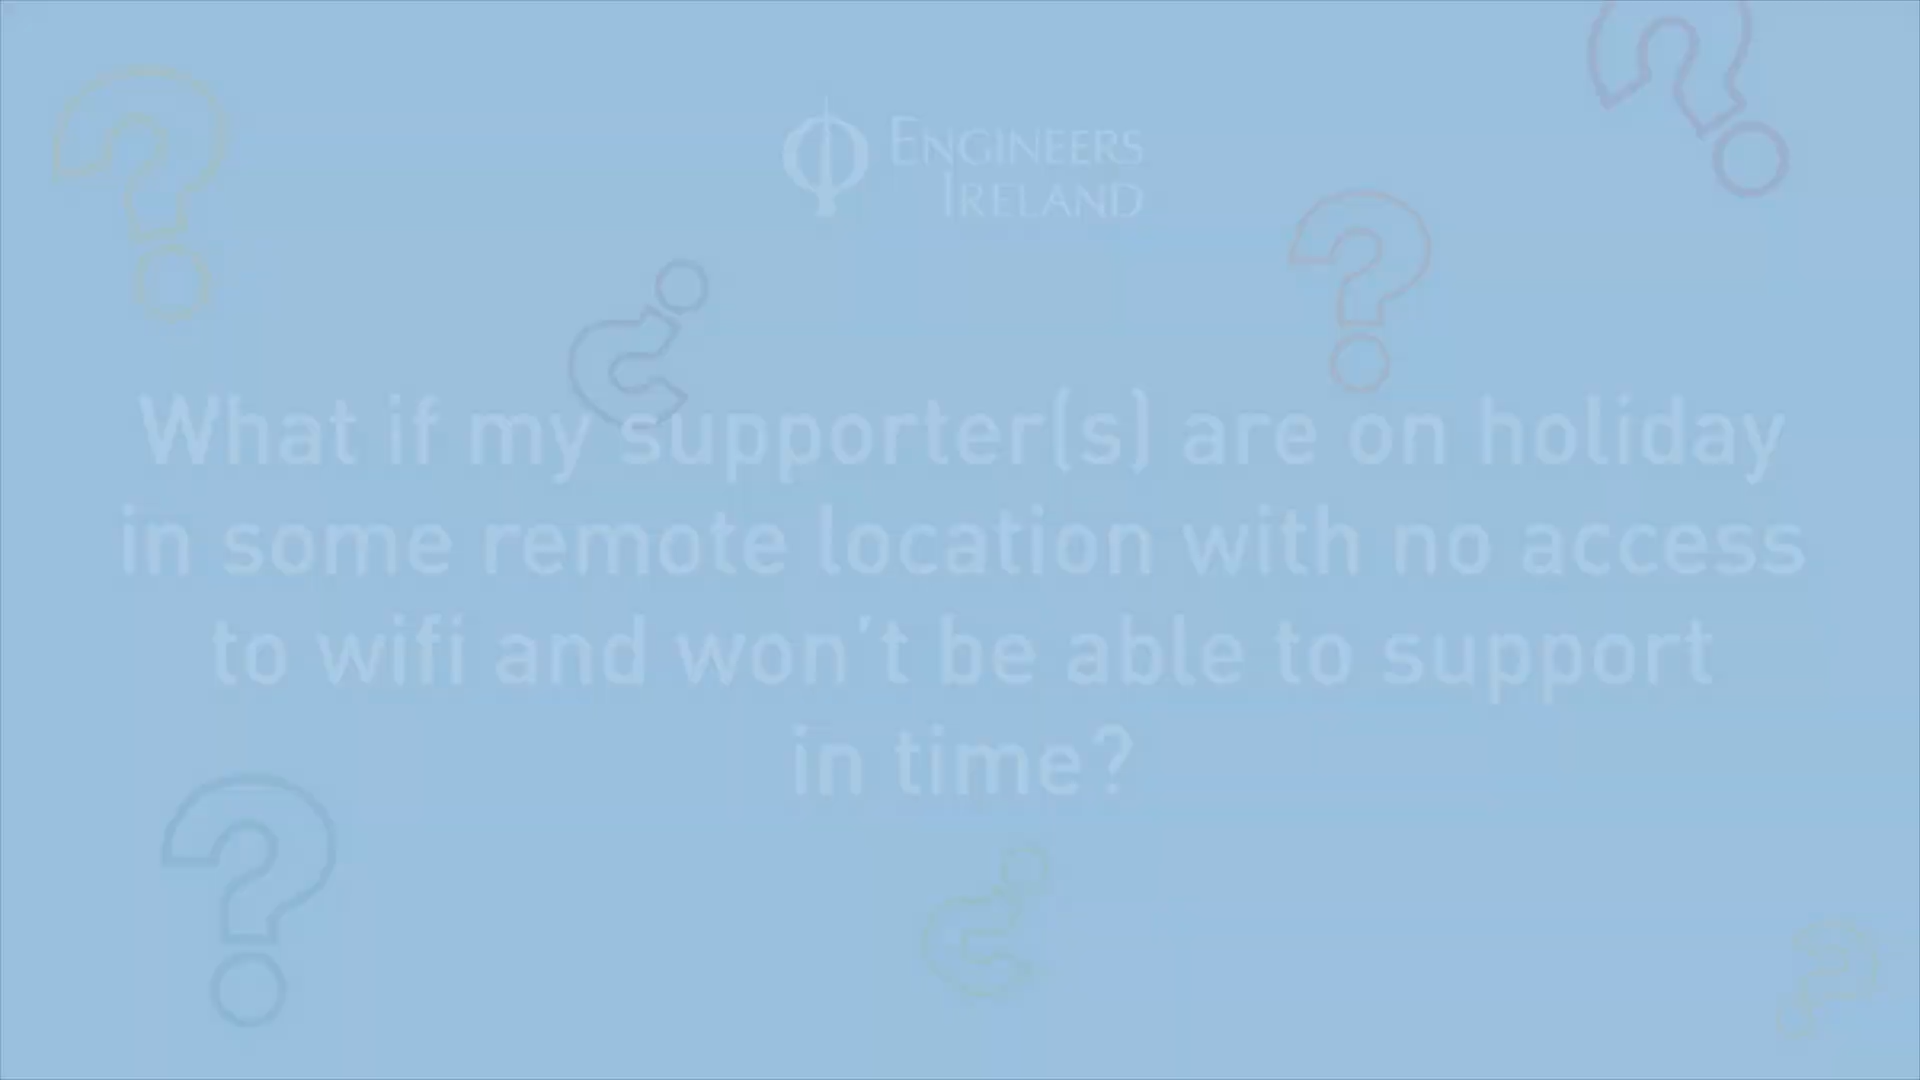 ENGINEERS
IRELAND
What if my supporter(s) are on holiday
in some remote location with no access
to wifi and won't be able to support
in time?